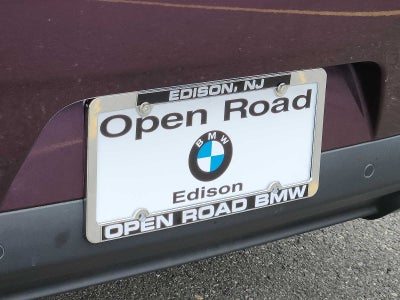 EDISON, NJ
Open Road
BMW
Edison
OPEN ROAD BMW